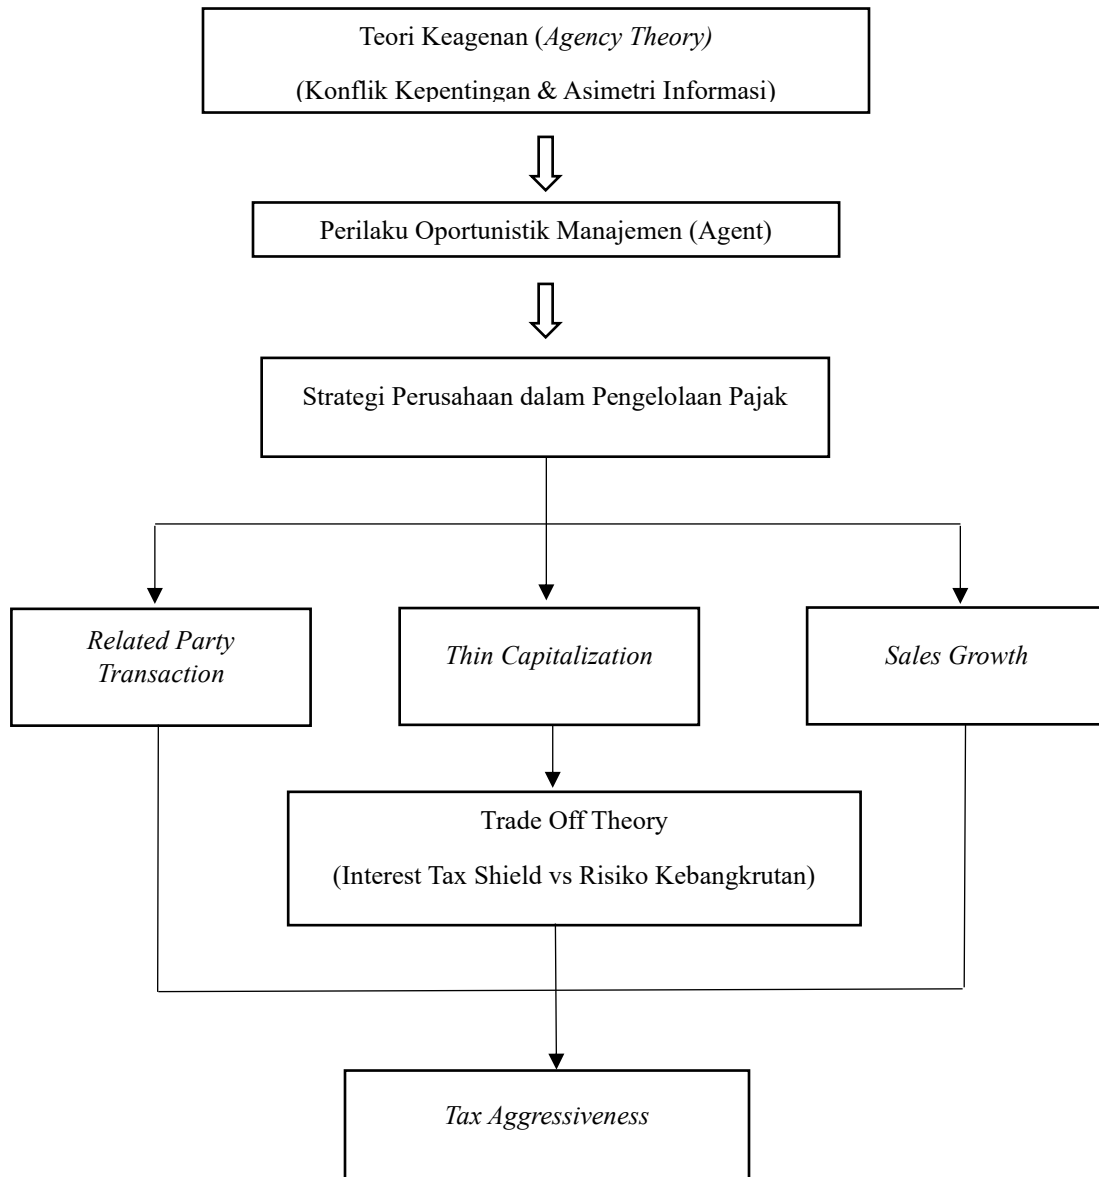 Teori Keagenan (Agency Theory)
(Konflik Kepentingan & Asimetri Informasi)
Perilaku Oportunistik Manajemen (Agent)
Strategi Perusahaan dalam Pengelolaan Pajak
Related Party
Transaction
Thin Capitalization
Sales Growth
Trade Off Theory
(Interest Tax Shield vs Risiko Kebangkrutan)
Tax Aggressiveness